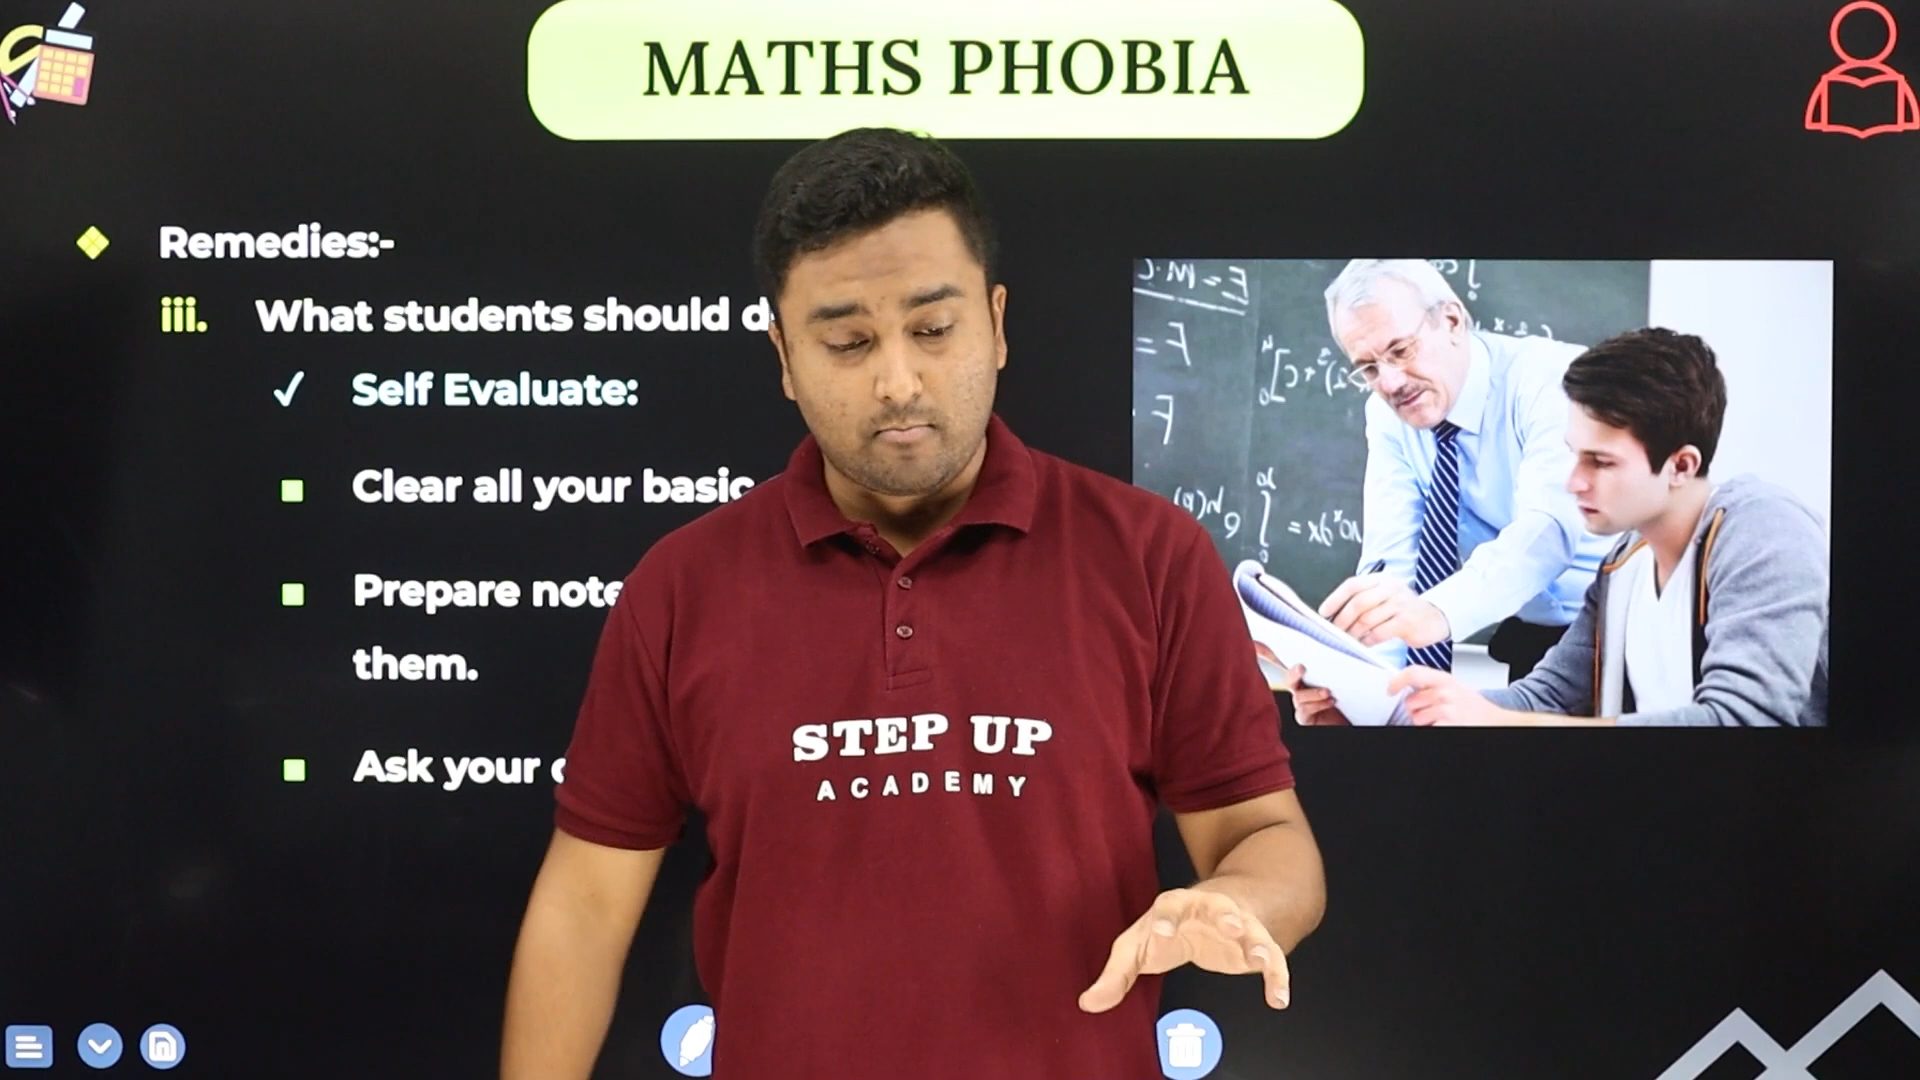 MATHS PHOBIA
Remedies:-
iii. What students should
✓ Self Evaluate:
Clear all your basic
Prepare
them.
Ask your
STEP UP
ACADEMY